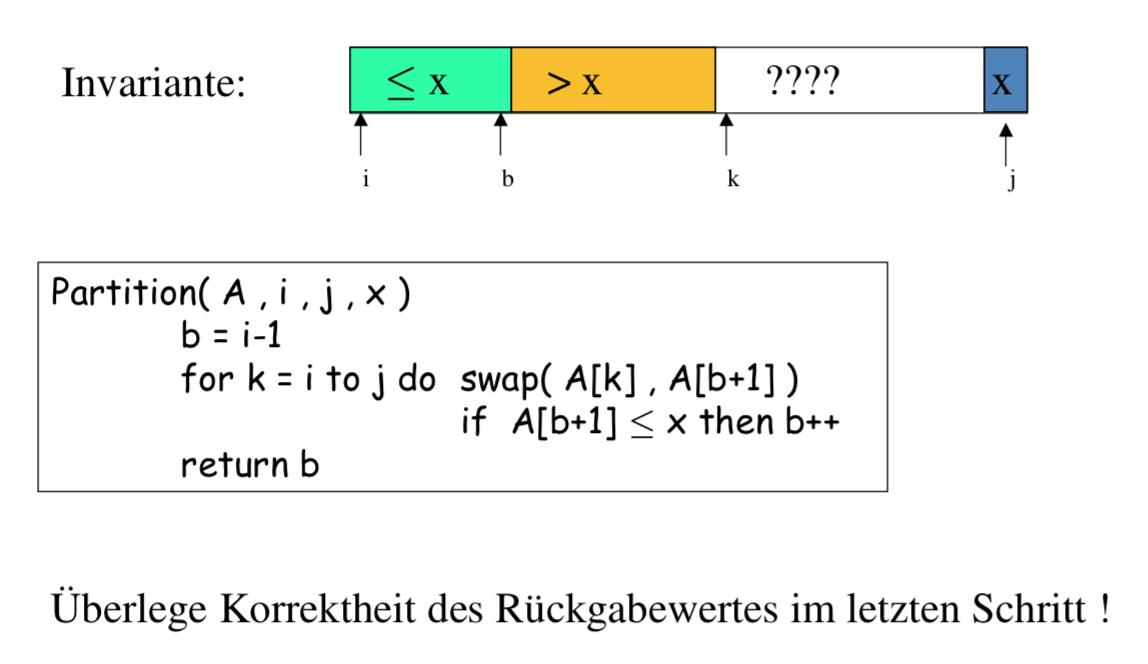 Invariante: ≤ x > x ???? x
i b k j
Partition( A , i , j , x )
b = i-1
for k = i to j do swap( A[k] , A[b+1] )
if A[b+1] ≤ x then b++
return b
Überlege Korrektheit des Rückgabewertes im letzten Schritt !